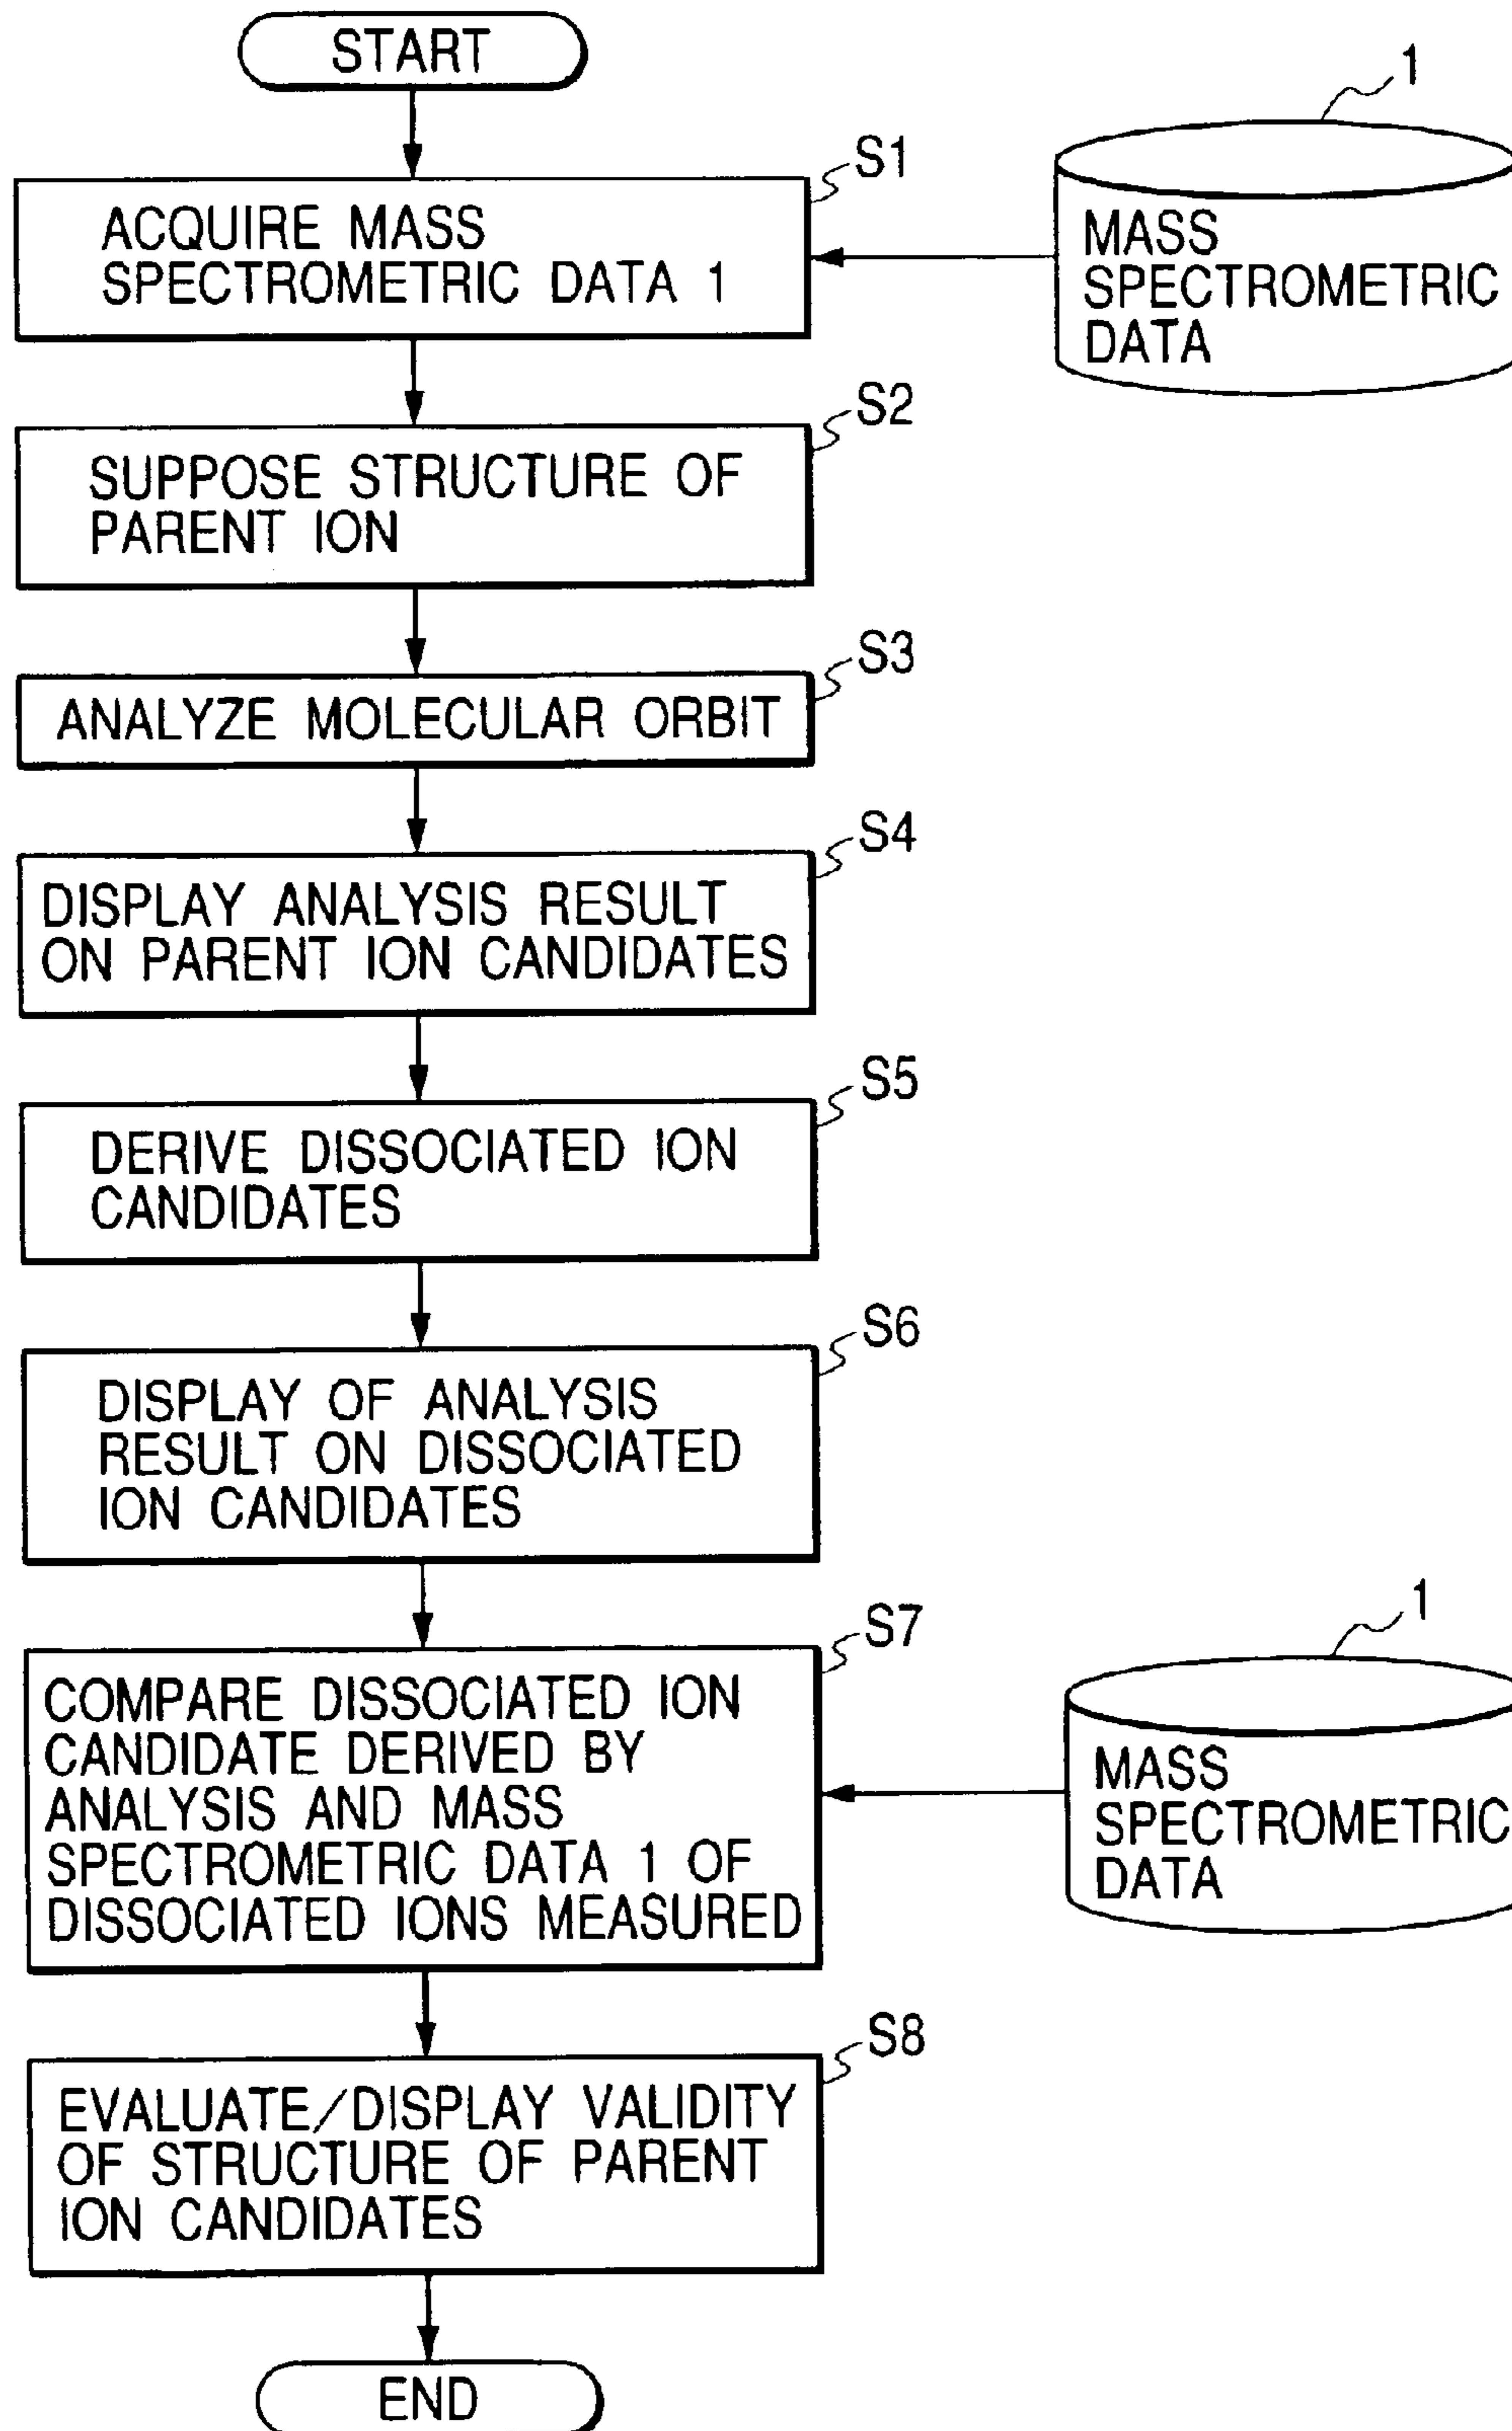 START
1
S1
ACQUIRE MASS
SPECTROMETRIC DATA 1
MASS
SPECTROMETRIC
DATA
S2
SUPPOSE STRUCTURE OF
PARENT ION
S3
ANALYZE MOLECULAR ORBIT
S4
DISPLAY ANALYSIS RESULT
ON PARENT ION CANDIDATES
S5
DERIVE DISSOCIATED ION
CANDIDATES
S6
DISPLAY OF ANALYSIS
RESULT ON DISSOCIATED
ION CANDIDATES
S7
COMPARE DISSOCIATED ION
CANDIDATE DERIVED BY
ANALYSIS AND MASS
SPECTROMETRIC DATA 1 OF
DISSOCIATED IONS MEASURED
1
MASS
SPECTROMETRIC
DATA
S8
EVALUATE/DISPLAY VALIDITY
OF STRUCTURE OF PARENT
ION CANDIDATES
END